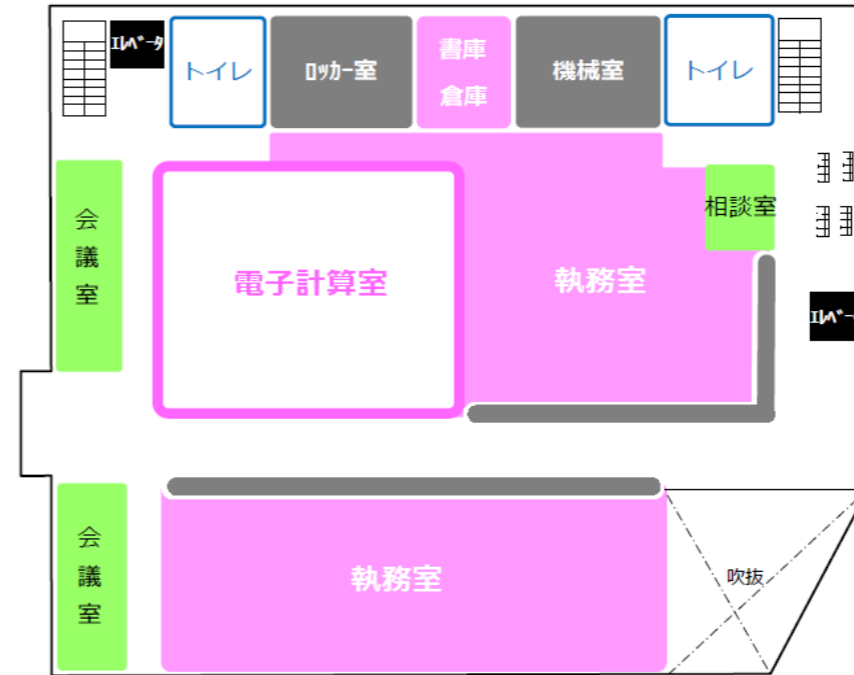 ｴﾚﾍﾞｰﾀ
トイレ
ﾛｯｶｰ室
書庫
倉庫
機械室
トイレ
会
議
室
電子計算室
執務室
相談室
ｴﾚﾍﾞｰ
会
議
室
執務室
吹抜